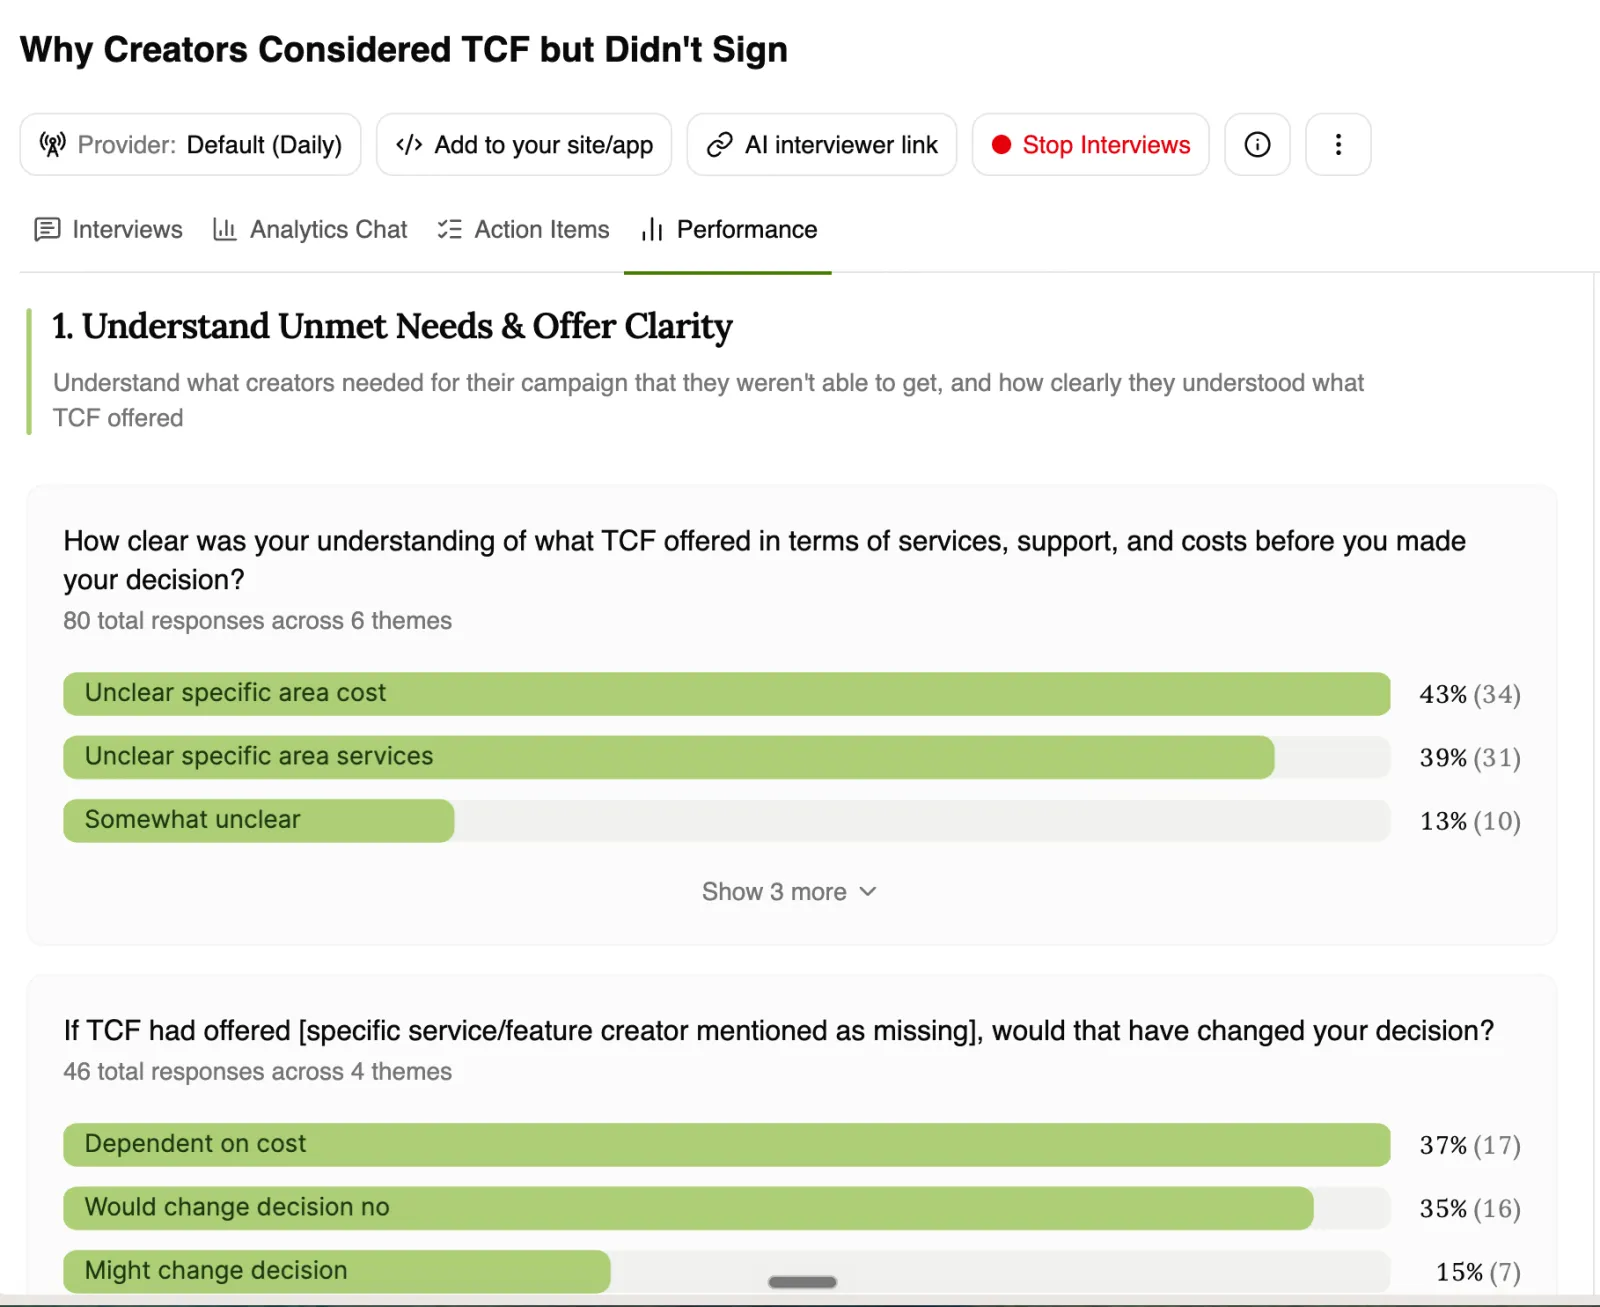 Why Creators Considered TCF but Didn't Sign
Provider: Default (Daily)
</> Add to your site/app
AI interviewer link
Stop Interviews
Interviews
Analytics Chat
Action Items
Performance
1. Understand Unmet Needs & Offer Clarity
Understand what creators needed for their campaign that they weren't able to get, and how clearly they understood what
TCF offered
How clear was your understanding of what TCF offered in terms of services, support, and costs before you made
your decision?
80 total responses across 6 themes
Unclear specific area cost 43% (34)
Unclear specific area services 39% (31)
Somewhat unclear 13% (10)
Show 3 more
If TCF had offered [specific service/feature creator mentioned as missing], would that have changed your decision?
46 total responses across 4 themes
Dependent on cost 37% (17)
Would change decision no 35% (16)
Might change decision 15% (7)